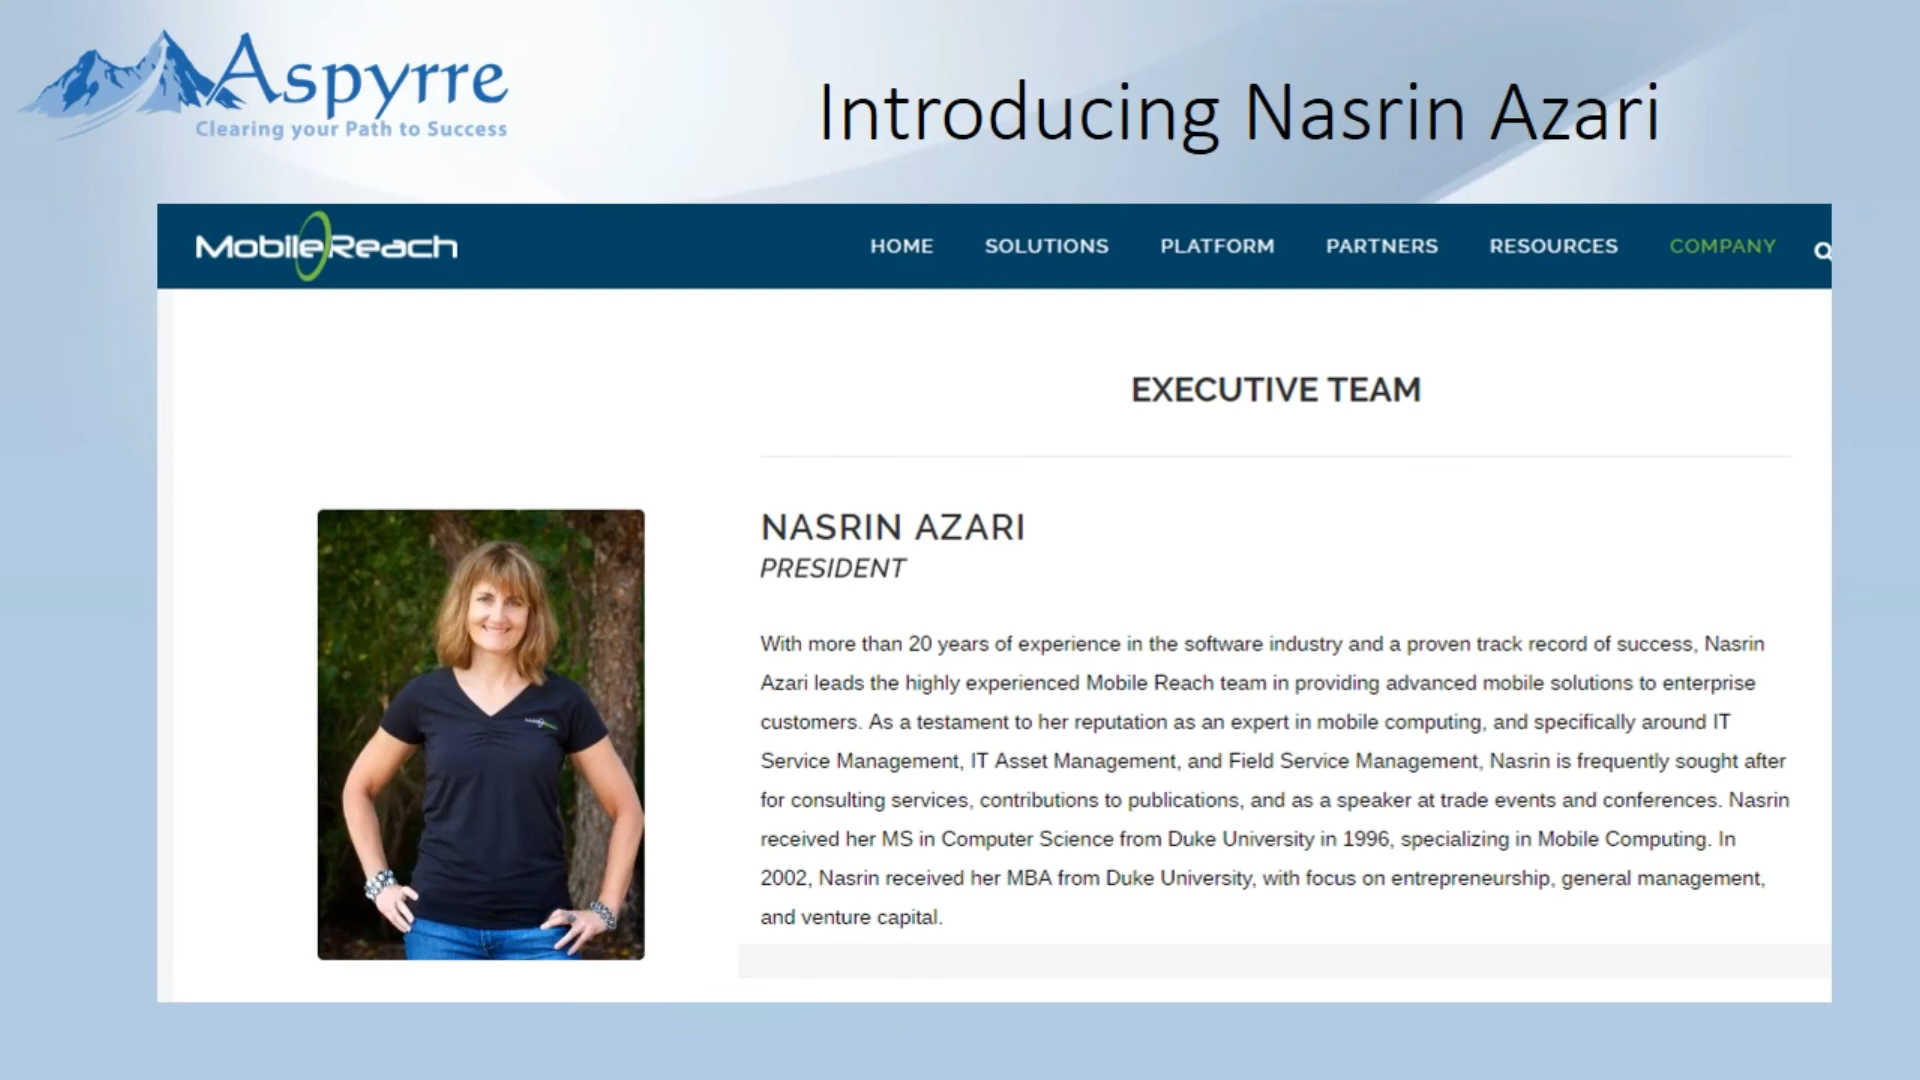 Aspyrre
Clearing your Path to Success
Introducing Nasrin Azari
MobileReach
HOME SOLUTIONS PLATFORM PARTNERS RESOURCES COMPANY
EXECUTIVE TEAM
NASRIN AZARI
PRESIDENT
With more than 20 years of experience in the software industry and a proven track record of success, Nasrin
Azari leads the highly experienced Mobile Reach team in providing advanced mobile solutions to enterprise
customers. As a testament to her reputation as an expert in mobile computing, and specifically around IT
Service Management, IT Asset Management, and Field Service Management, Nasrin is frequently sought after
for consulting services, contributions to publications, and as a speaker at trade events and conferences. Nasrin
received her MS in Computer Science from Duke University in 1996, specializing in Mobile Computing. In
2002, Nasrin received her MBA from Duke University, with focus on entrepreneurship, general management,
and venture capital.